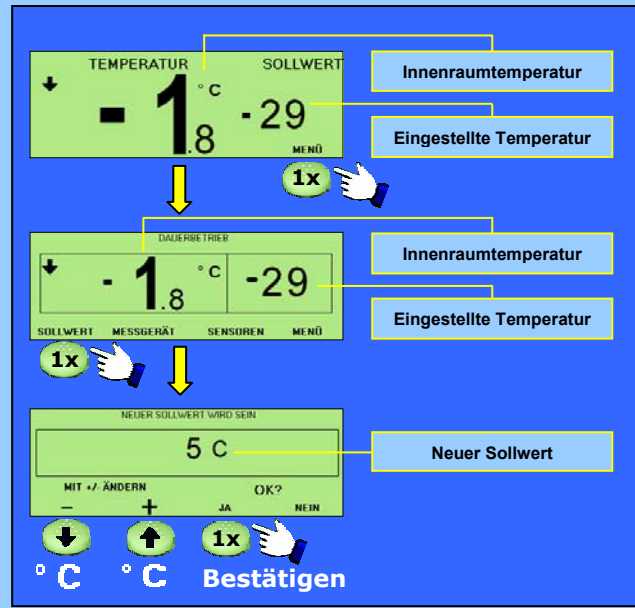 TEMPERATUR SOLLWERT
Innenraumtemperatur
- 1.8 °C -29
Eingestellte Temperatur
MENÜ
1x
DAUERBETRIEB
Innenraumtemperatur
- 1.8 °C -29
Eingestellte Temperatur
SOLLWERT MESSGERÄT SENSOREN MENÜ
1x
NEUER SOLLWERT WIRD SEIN
5 C
Neuer Sollwert
MIT +/- ÄNDERN OK?
− + JA NEIN
1x
°C °C Bestätigen